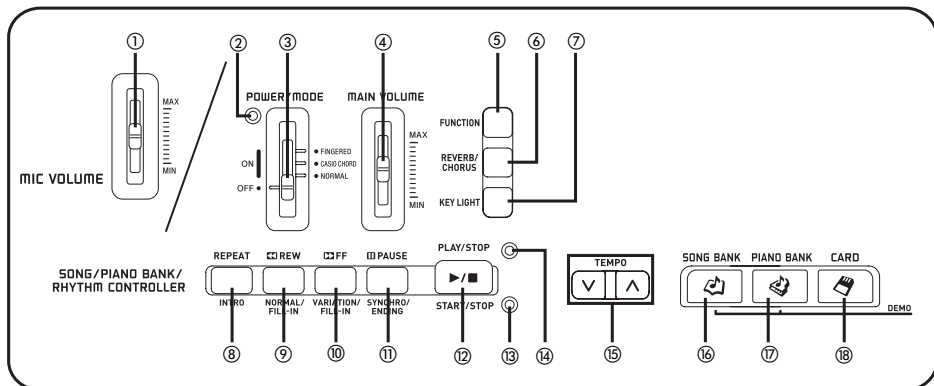 ① ② ③ ④ ⑤ ⑥ ⑦
POWER/MODE MAIN VOLUME
MAX
MIN
MIC VOLUME
ON
OFF
• FINGERED
• CASIO CHORD
• NORMAL
MAX
MIN
FUNCTION
REVERB/
CHORUS
KEY LIGHT
SONG/PIANO BANK/
RHYTHM CONTROLLER
REPEAT REW FF PAUSE PLAY/STOP
INTRO
NORMAL/
FILL-IN
VARIATION/
FILL-IN
SYNCHRO/
ENDING
START/STOP
TEMPO
SONG BANK PIANO BANK CARD
DEMO
⑧ ⑨ ⑩ ⑪ ⑫ ⑬ ⑭ ⑮ ⑯ ⑰ ⑱